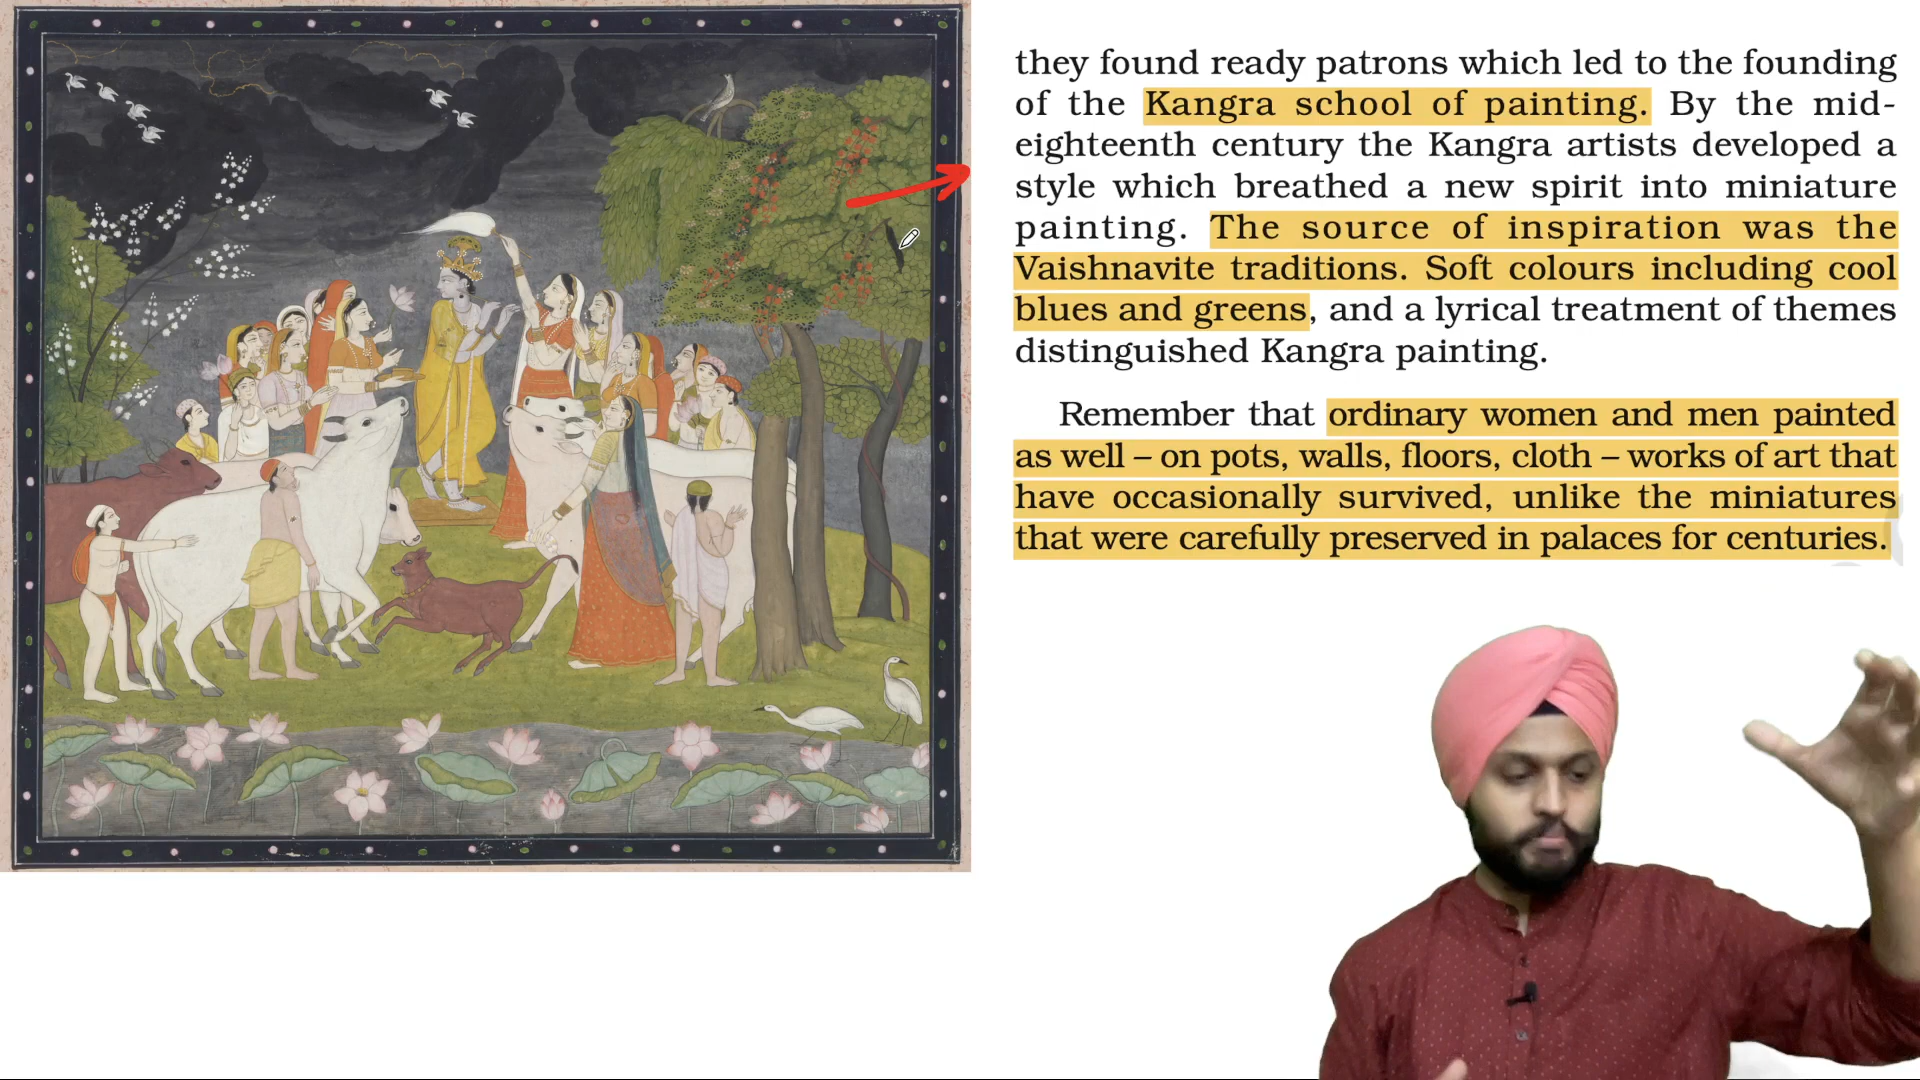 they found ready patrons which led to the founding
of the Kangra school of painting. By the mid-
eighteenth century the Kangra artists developed a
style which breathed a new spirit into miniature
painting. The source of inspiration was the
Vaishnavite traditions. Soft colours including cool
blues and greens, and a lyrical treatment of themes
distinguished Kangra painting.
Remember that ordinary women and men painted
as well – on pots, walls, floors, cloth – works of art that
have occasionally survived, unlike the miniatures
that were carefully preserved in palaces for centuries.